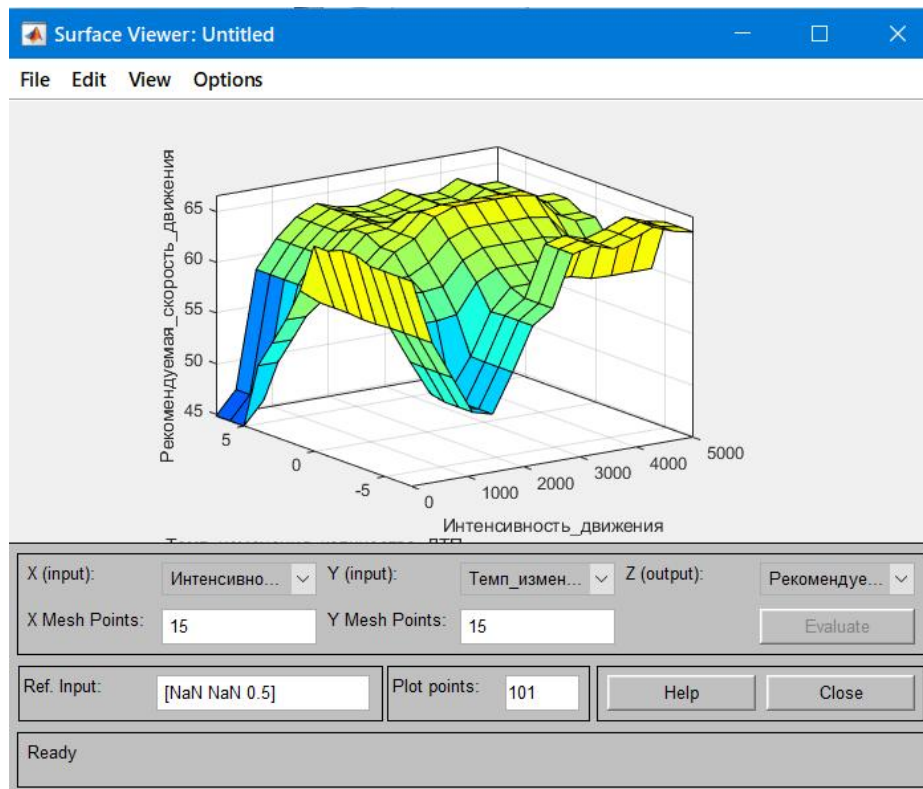 Surface Viewer: Untitled
File Edit View Options
Рекомендуемая_скорость_движения
65
60
55
50
45
5
0
-5
0
1000
2000
3000
4000
5000
Интенсивность_движения
X (input): Интенсивно... Y (input): Темп_измен... Z (output): Рекомендуе...
X Mesh Points: 15 Y Mesh Points: 15 Evaluate
Ref. Input: [NaN NaN 0.5] Plot points: 101 Help Close
Ready